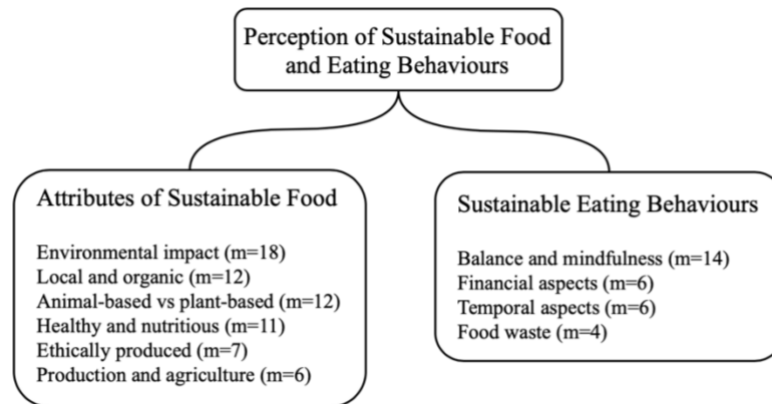 Perception of Sustainable Food
and Eating Behaviours
Attributes of Sustainable Food
Environmental impact (m=18)
Local and organic (m=12)
Animal-based vs plant-based (m=12)
Healthy and nutritious (m=11)
Ethically produced (m=7)
Production and agriculture (m=6)
Sustainable Eating Behaviours
Balance and mindfulness (m=14)
Financial aspects (m=6)
Temporal aspects (m=6)
Food waste (m=4)